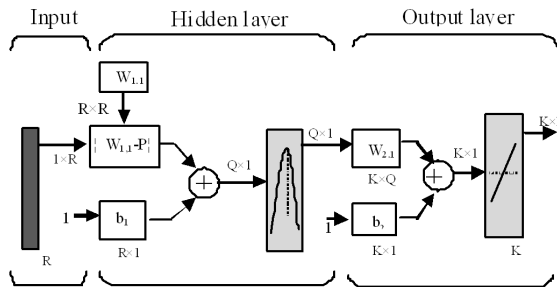 Input
Hidden layer
Output layer
W1,1
R×R
W1,1-P
1×R
Q×1
Q×1
W2,1
K×Q
K×1
K×
1
b1
R×1
1
b,
K×1
R
K